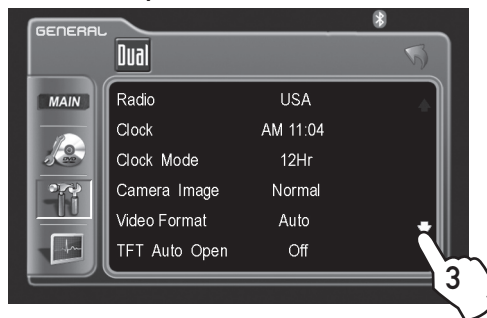 GENERAL
Dual
MAIN
Radio USA
Clock AM 11:04
DVD
Clock Mode 12Hr
Camera Image Normal
Video Format Auto
TFT Auto Open Off
3